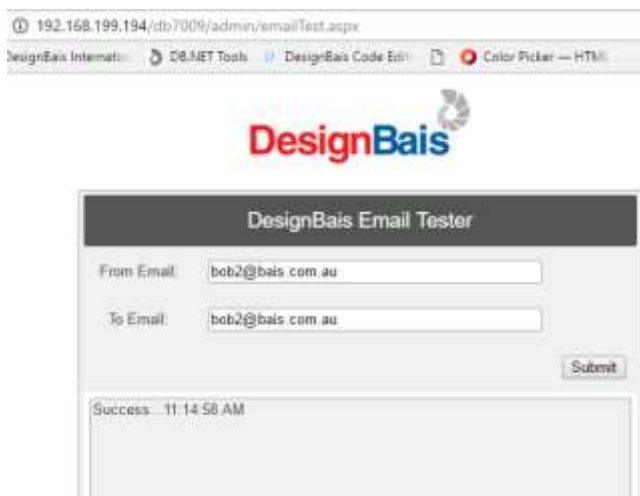 192.168.199.194/db7009/admin/emailTest.aspx
DesignBais Internati DB.NET Tools DesignBais Code Edi Color Picker — HTML
DesignBais
DesignBais Email Tester
From Email: bob2@bais.com.au
To Email: bob2@bais.com.au
Submit
Success 11:14:58 AM